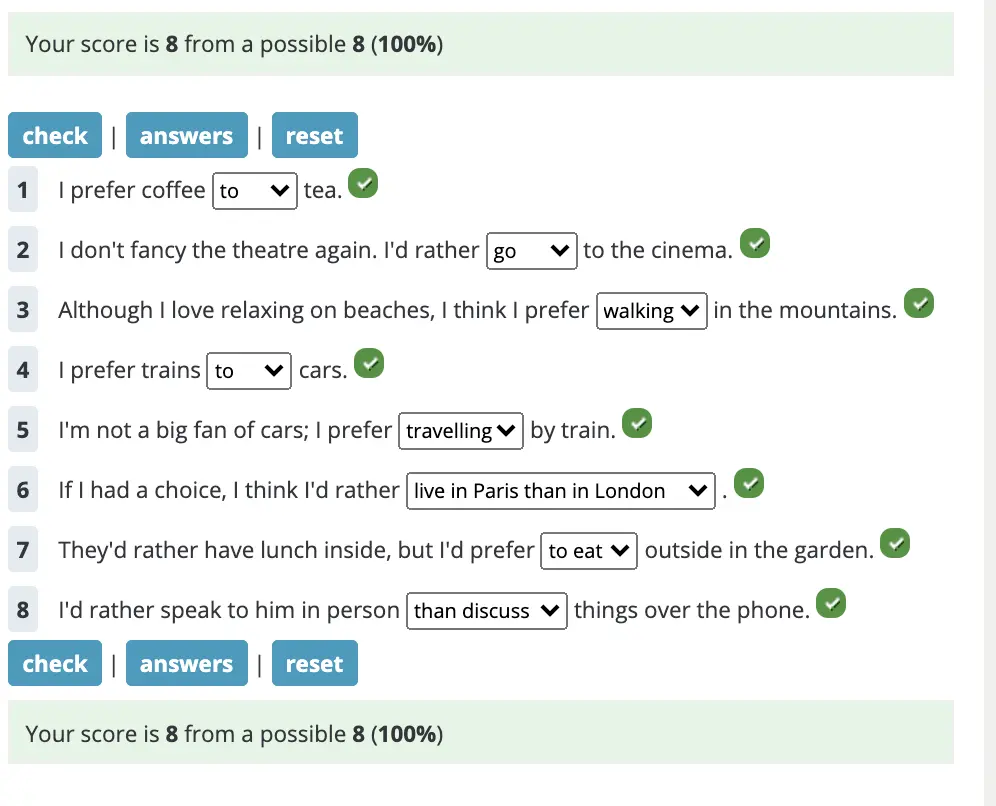 Your score is 8 from a possible 8 (100%)
check | answers | reset
1 I prefer coffee to tea.
2 I don't fancy the theatre again. I'd rather go to the cinema.
3 Although I love relaxing on beaches, I think I prefer walking in the mountains.
4 I prefer trains to cars.
5 I'm not a big fan of cars; I prefer travelling by train.
6 If I had a choice, I think I'd rather live in Paris than in London .
7 They'd rather have lunch inside, but I'd prefer to eat outside in the garden.
8 I'd rather speak to him in person than discuss things over the phone.
check | answers | reset
Your score is 8 from a possible 8 (100%)